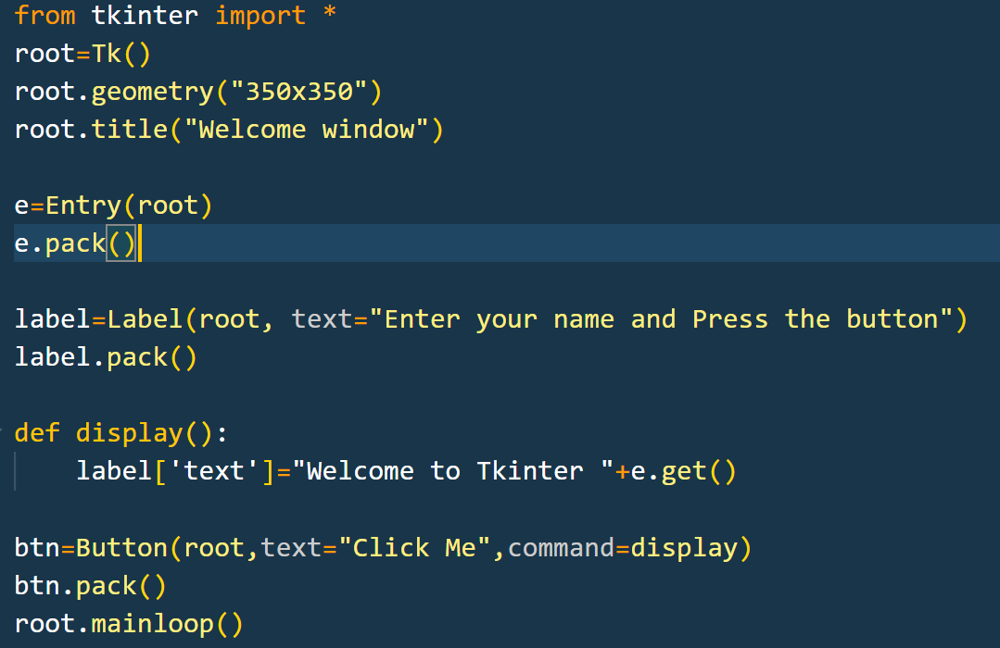 from tkinter import *
root=Tk()
root.geometry("350x350")
root.title("Welcome window")
e=Entry(root)
e.pack()
label=Label(root, text="Enter your name and Press the button")
label.pack()
def display():
    label['text']="Welcome to Tkinter "+e.get()
btn=Button(root,text="Click Me",command=display)
btn.pack()
root.mainloop()